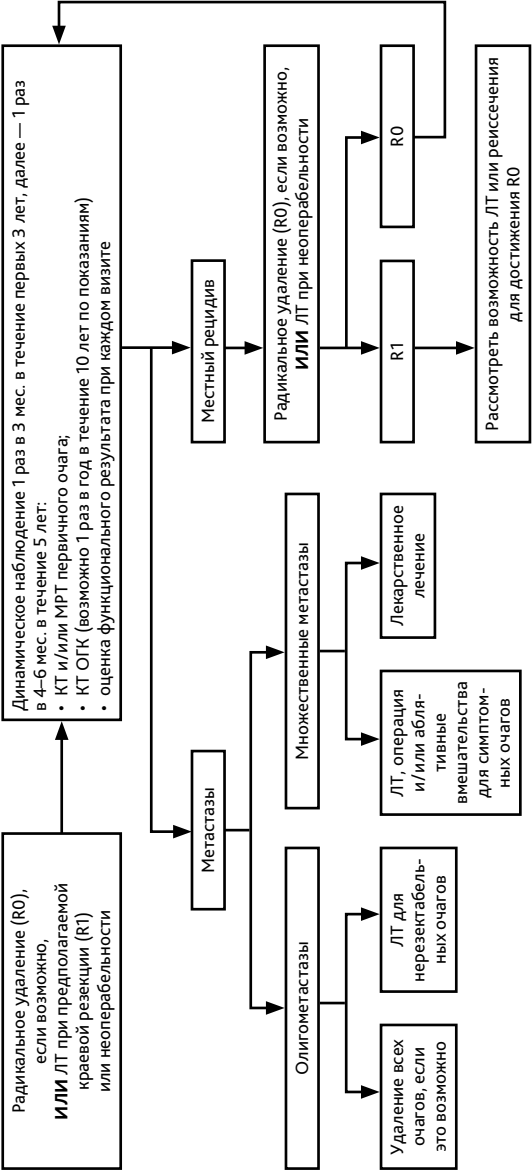 Радикальное удаление (R0),
если возможно,
ИЛИ ЛТ при предполагаемой
краевой резекции (R1)
или неоперабельности
Динамическое наблюдение 1 раз в 3 мес. в течение первых 3 лет, далее — 1 раз
в 4–6 мес. в течение 5 лет:
• КТ и/или МРТ первичного очага;
• КТ ОГК (возможно 1 раз в год в течение 10 лет по показаниям)
• оценка функционального результата при каждом визите
Метастазы
Местный рецидив
Олигометастазы
Множественные метастазы
Радикальное удаление (R0), если возможно,
ИЛИ ЛТ при неоперабельности
Удаление всех
очагов, если
это возможно
ЛТ для
нерезектабель-
ных очагов
ЛТ, операция
и/или абля-
тивные
вмешательства
для симптом-
ных очагов
Лекарственное
лечение
R1
R0
Рассмотреть возможность ЛТ или реиссечения
для достижения R0